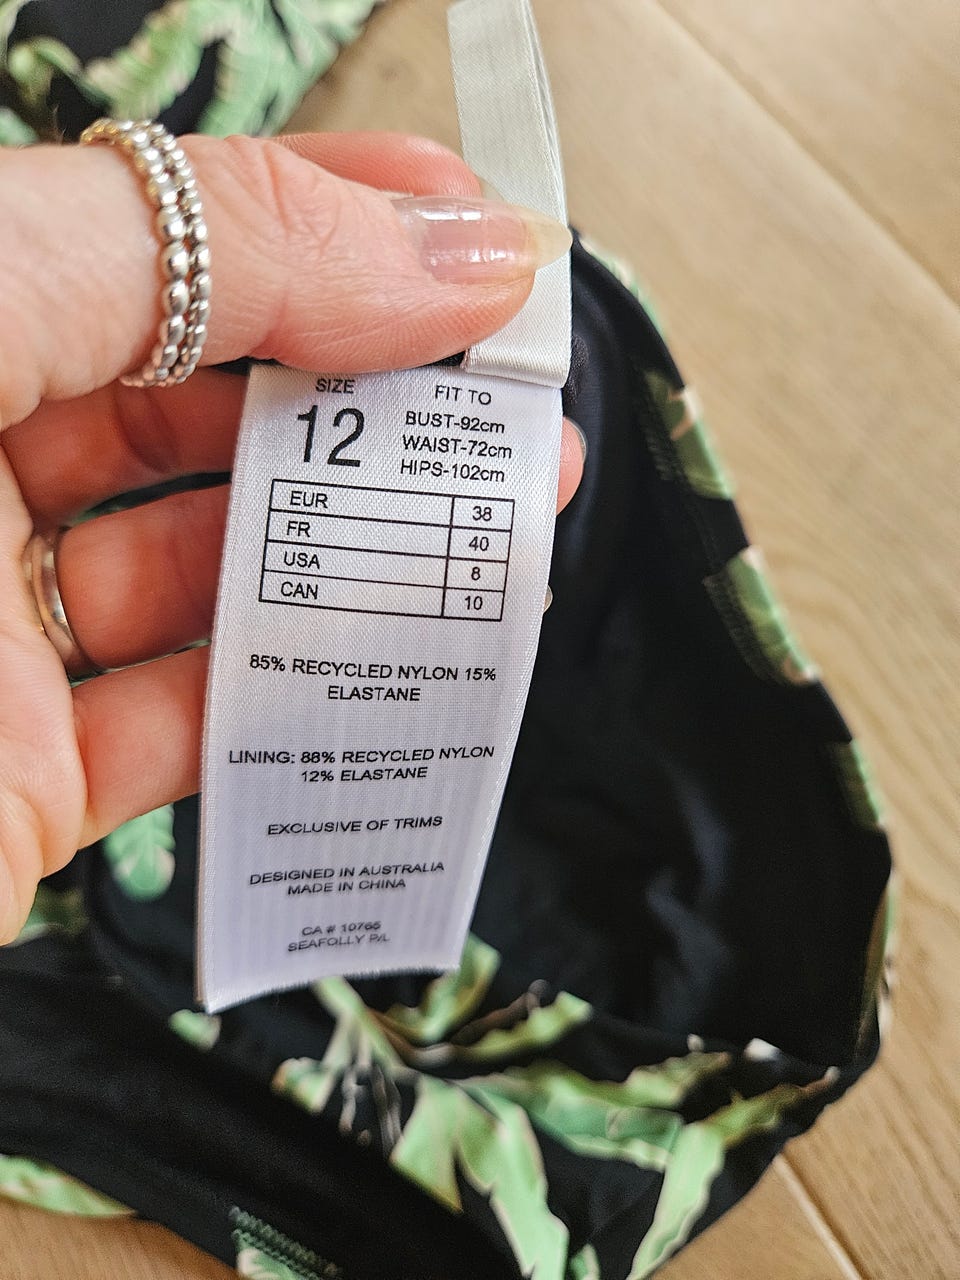 SIZE
12
FIT TO
BUST-92cm
WAIST-72cm
HIPS-102cm
EUR 38
FR 40
USA 8
CAN 10
85% RECYCLED NYLON 15%
ELASTANE
LINING: 88% RECYCLED NYLON
12% ELASTANE
EXCLUSIVE OF TRIMS
DESIGNED IN AUSTRALIA
MADE IN CHINA
CA # 10765
SEAFOLLY P/L